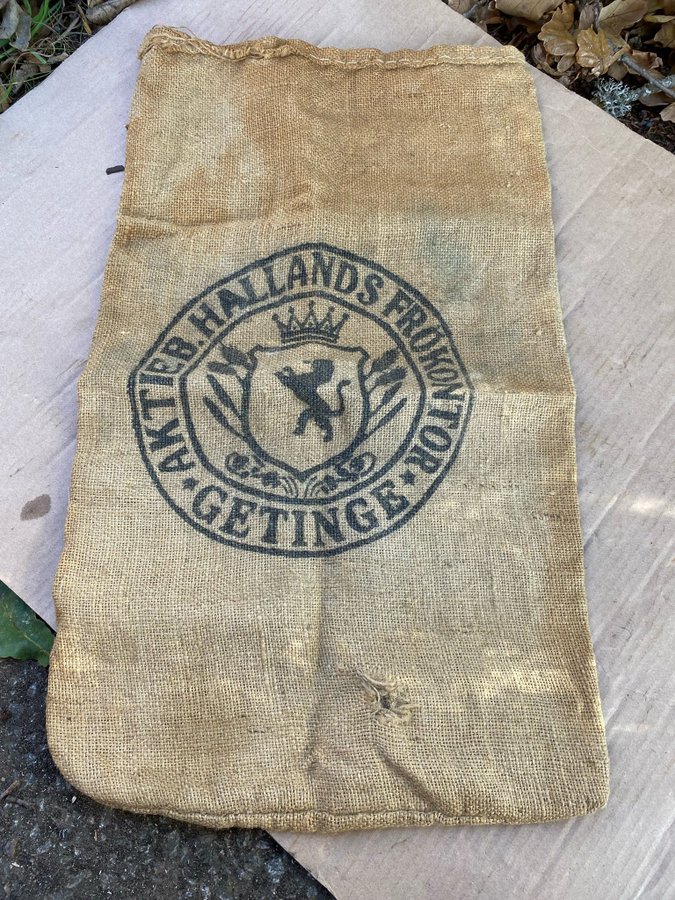 AKTIEB. HALLANDS FRÖKONTOR
* GETINGE *